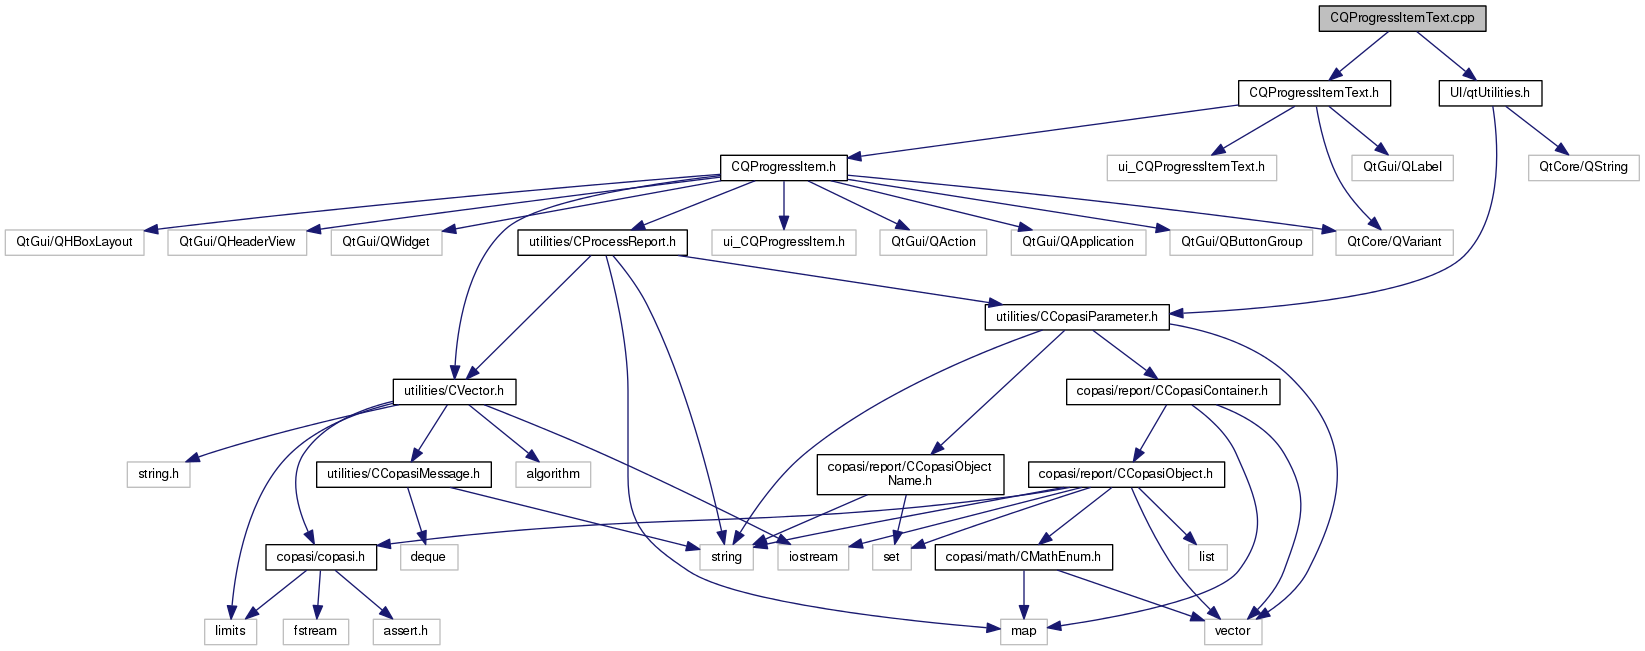 CQProgressItemText.cpp
CQProgressItemText.h
UI/qtUtilities.h
CQProgressItem.h
ui_CQProgressItemText.h
QtGui/QLabel
QtCore/QString
QtGui/QHBoxLayout
QtGui/QHeaderView
QtGui/QWidget
utilities/CProcessReport.h
ui_CQProgressItem.h
QtGui/QAction
QtGui/QApplication
QtGui/QButtonGroup
QtCore/QVariant
utilities/CCopasiParameter.h
utilities/CVector.h
copasi/report/CCopasiContainer.h
string.h
utilities/CCopasiMessage.h
algorithm
copasi/report/CCopasiObject
Name.h
copasi/report/CCopasiObject.h
copasi/copasi.h
deque
string
iostream
set
copasi/math/CMathEnum.h
list
limits
fstream
assert.h
map
vector